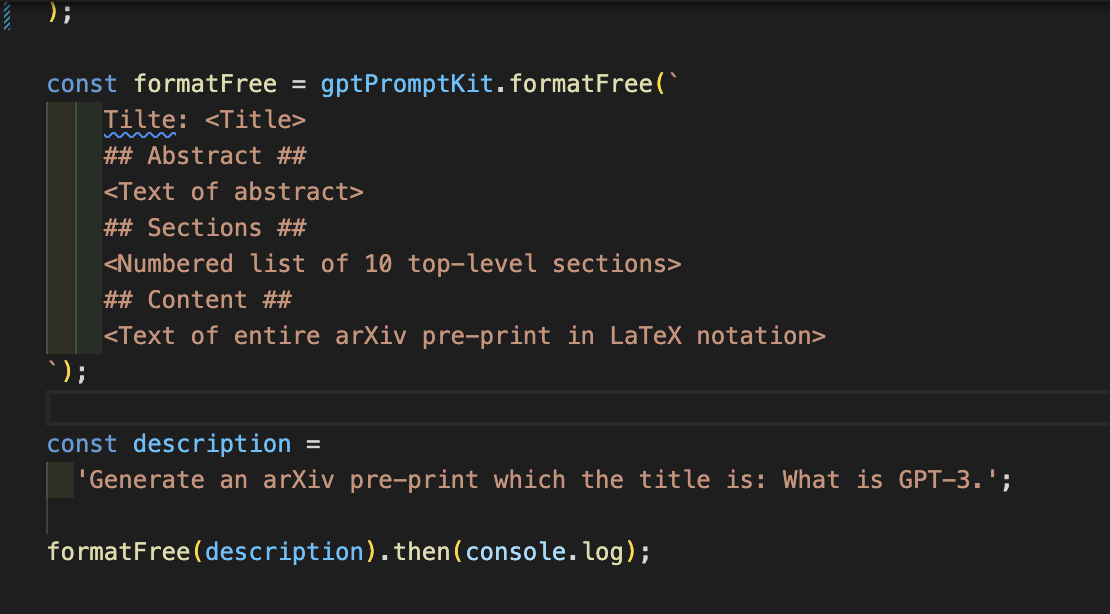 );
const formatFree = gptPromptKit.formatFree(`
Tilte: <Title>
## Abstract ##
<Text of abstract>
## Sections ##
<Numbered list of 10 top-level sections>
## Content ##
<Text of entire arXiv pre-print in LaTeX notation>
`);
const description =
'Generate an arXiv pre-print which the title is: What is GPT-3.';
formatFree(description).then(console.log);